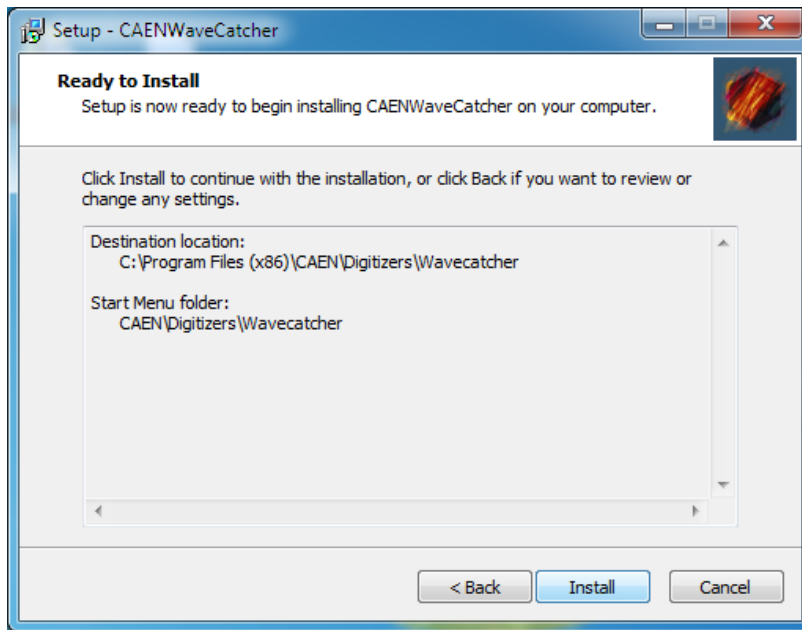 Setup - CAENWaveCatcher
Ready to Install
Setup is now ready to begin installing CAENWaveCatcher on your computer.
Click Install to continue with the installation, or click Back if you want to review or
change any settings.
Destination location:
C:\Program Files (x86)\CAEN\Digitizers\Wavecatcher
Start Menu folder:
CAEN\Digitizers\Wavecatcher
< Back
Install
Cancel